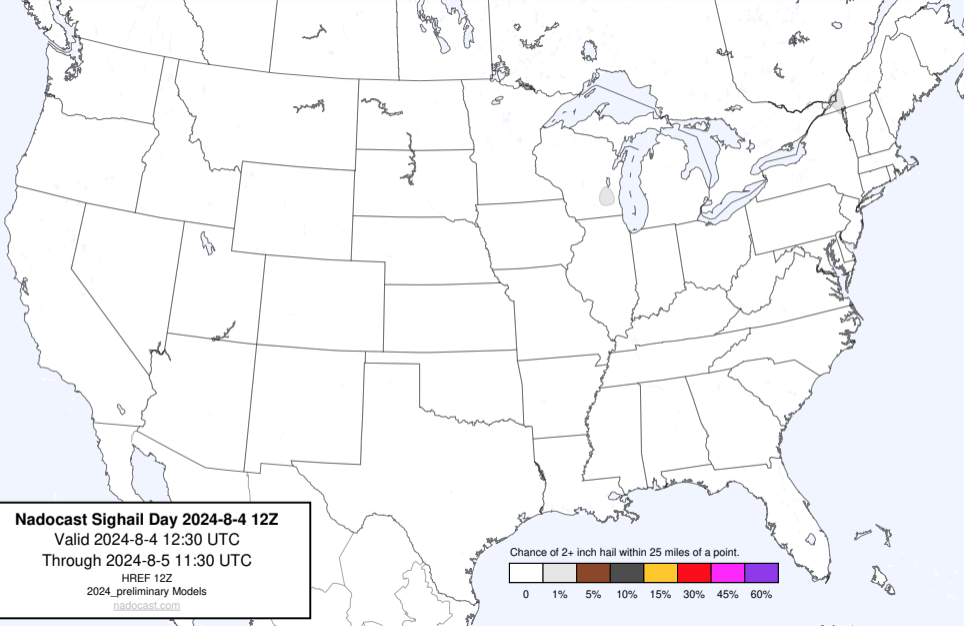 Nadocast Sighail Day 2024-8-4 12Z
Valid 2024-8-4 12:30 UTC
Through 2024-8-5 11:30 UTC
HREF 12Z
2024_preliminary Models
nadocast.com
Chance of 2+ inch hail within 25 miles of a point.
0 1% 5% 10% 15% 30% 45% 60%